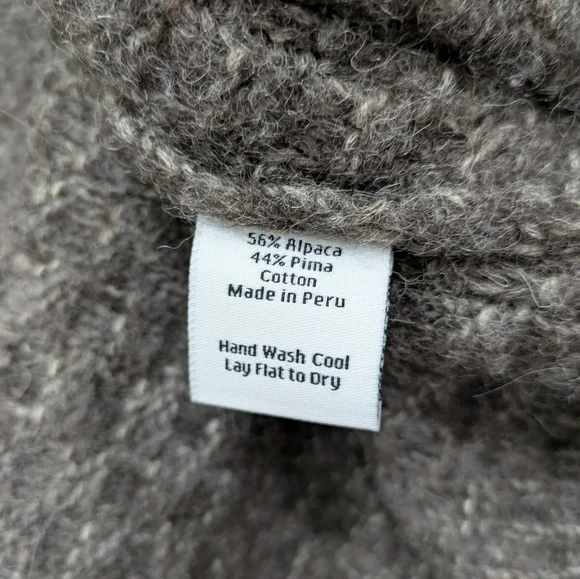 56% Alpaca
44% Pima
Cotton
Made in Peru
Hand Wash Cool
Lay Flat to Dry